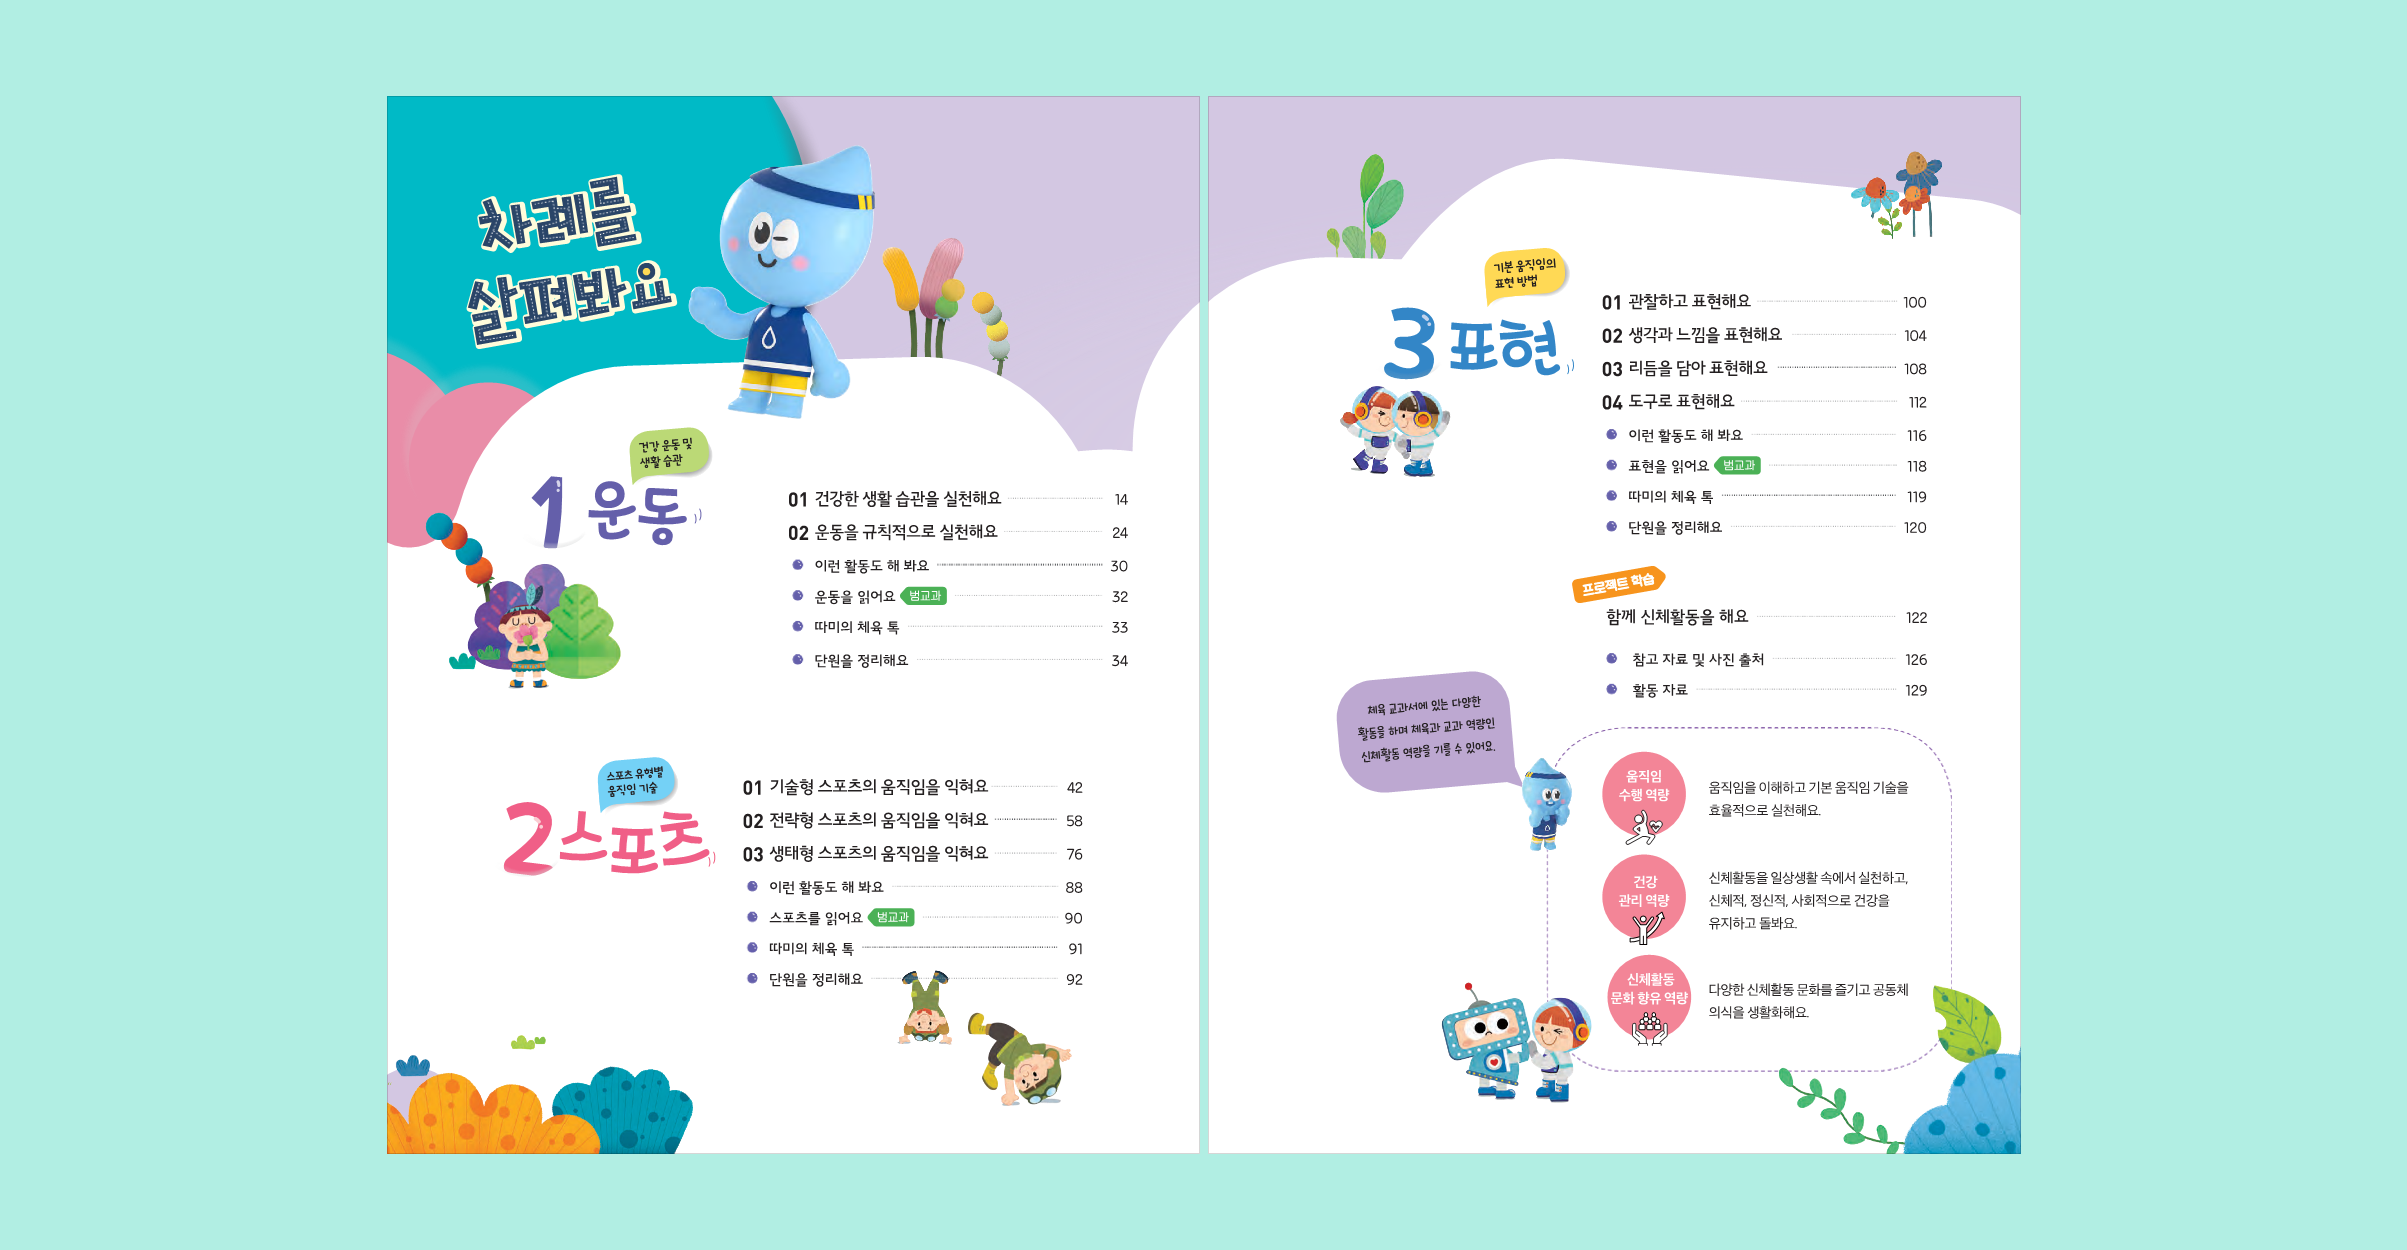 차례를
살펴봐요
건강 운동 및
생활 습관
1 운동
01 건강한 생활 습관을 실천해요 14
02 운동을 규칙적으로 실천해요 24
이런 활동도 해 봐요 30
운동을 읽어요 범교과 32
따미의 체육 톡 33
단원을 정리해요 34
스포츠 유형별
움직임 기술
2 스포츠
01 기술형 스포츠의 움직임을 익혀요 42
02 전략형 스포츠의 움직임을 익혀요 58
03 생태형 스포츠의 움직임을 익혀요 76
이런 활동도 해 봐요 88
스포츠를 읽어요 범교과 90
따미의 체육 톡 91
단원을 정리해요 92
기본 움직임의
표현 방법
3 표현
01 관찰하고 표현해요 100
02 생각과 느낌을 표현해요 104
03 리듬을 담아 표현해요 108
04 도구로 표현해요 112
이런 활동도 해 봐요 116
표현을 읽어요 범교과 118
따미의 체육 톡 119
단원을 정리해요 120
프로젝트 학습
함께 신체활동을 해요 122
참고 자료 및 사진 출처 126
활동 자료 129
체육 교과서에 있는 다양한
활동을 하며 체육과 교과 역량인
신체활동 역량을 기를 수 있어요.
움직임
수행 역량
움직임을 이해하고 기본 움직임 기술을
효율적으로 실천해요.
건강
관리 역량
신체활동을 일상생활 속에서 실천하고,
신체적, 정신적, 사회적으로 건강을
유지하고 돌봐요.
신체활동
문화 향유 역량
다양한 신체활동 문화를 즐기고 공동체
의식을 생활화해요.